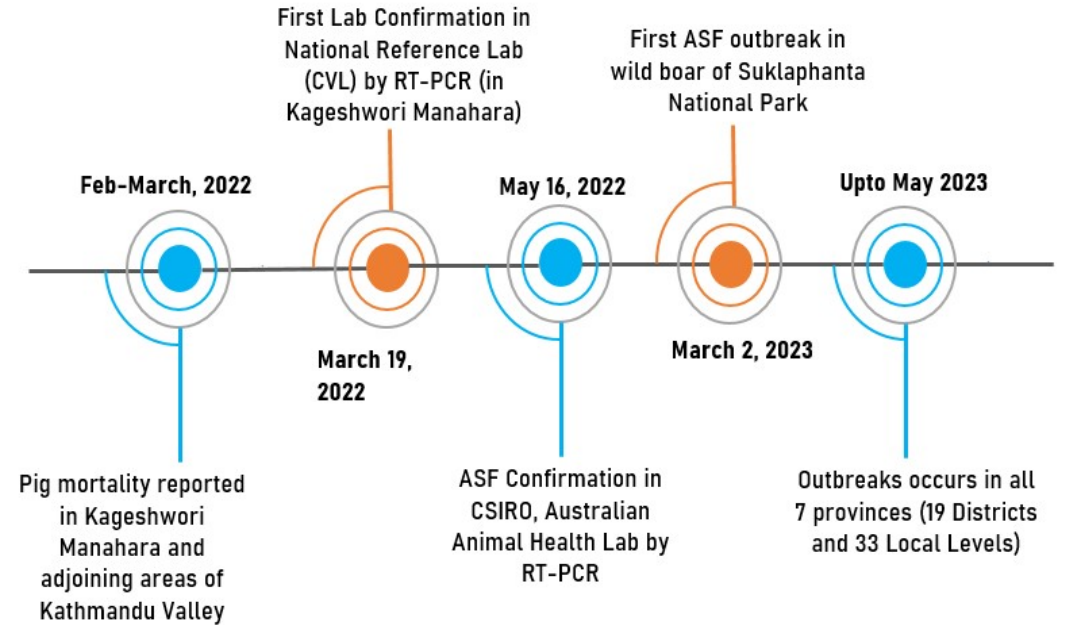 First Lab Confirmation in
National Reference Lab
(CVL) by RT-PCR (in
Kageshwori Manahara)
First ASF outbreak in
wild boar of Suklaphanta
National Park
Feb-March, 2022
May 16, 2022
Upto May 2023
March 19,
2022
March 2, 2023
Pig mortality reported
in Kageshwori
Manahara and
adjoining areas of
Kathmandu Valley
ASF Confirmation in
CSIRO, Australian
Animal Health Lab by
RT-PCR
Outbreaks occurs in all
7 provinces (19 Districts
and 33 Local Levels)